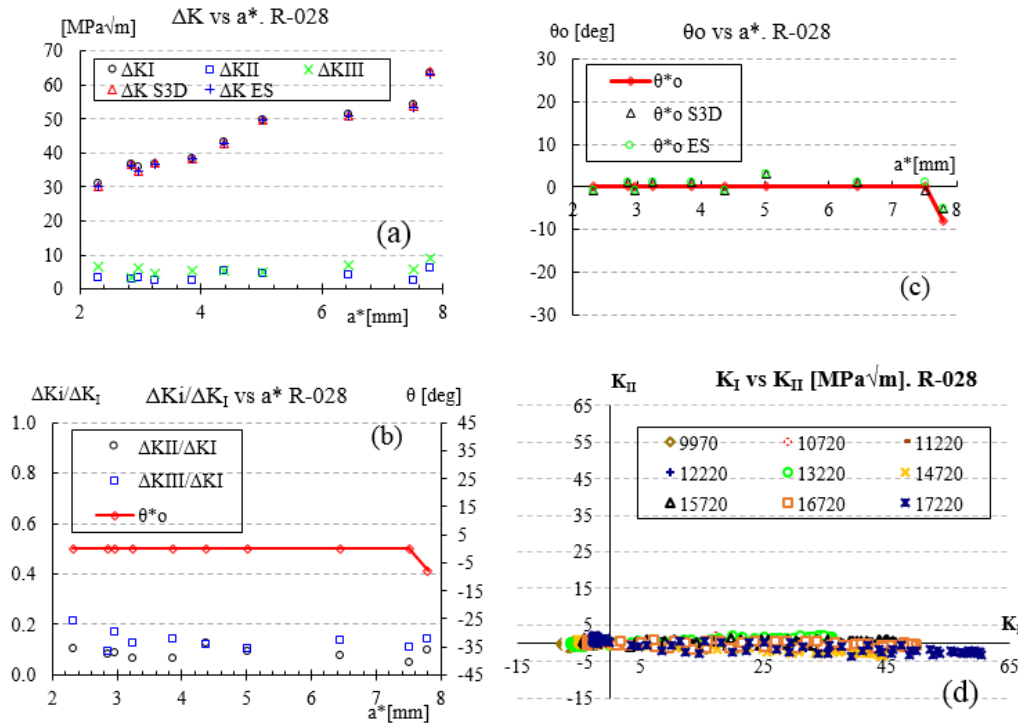 ΔK vs a*. R-028
[MPa√m]
70
60
50
40
30
20
10
0
ΔKI ΔKII ΔKIII
ΔK S3D ΔK ES
(a)
2 4 6 8
a*[mm]
θo vs a*. R-028
θo [deg]
30
20
10
0
-10
-20
-30
θ*o
θ*o S3D
θ*o ES
a*[mm]
2 3 4 5 6 7 8
(c)
ΔKi/ΔKI vs a* R-028
ΔKi/ΔKI
θ [deg]
1.0
0.8
0.6
0.4
0.2
0.0
45
35
25
15
5
-5
-15
-25
-35
-45
(b)
ΔKII/ΔKI
ΔKIII/ΔKI
θ*o
2 3 4 5 6 7 8
a*[mm]
KI vs KII [MPa√m]. R-028
KII
65
55
45
35
25
15
5
-5
-15
9970 10720 11220
12220 13220 14720
15720 16720 17220
-15 5 25 45 65
(d)